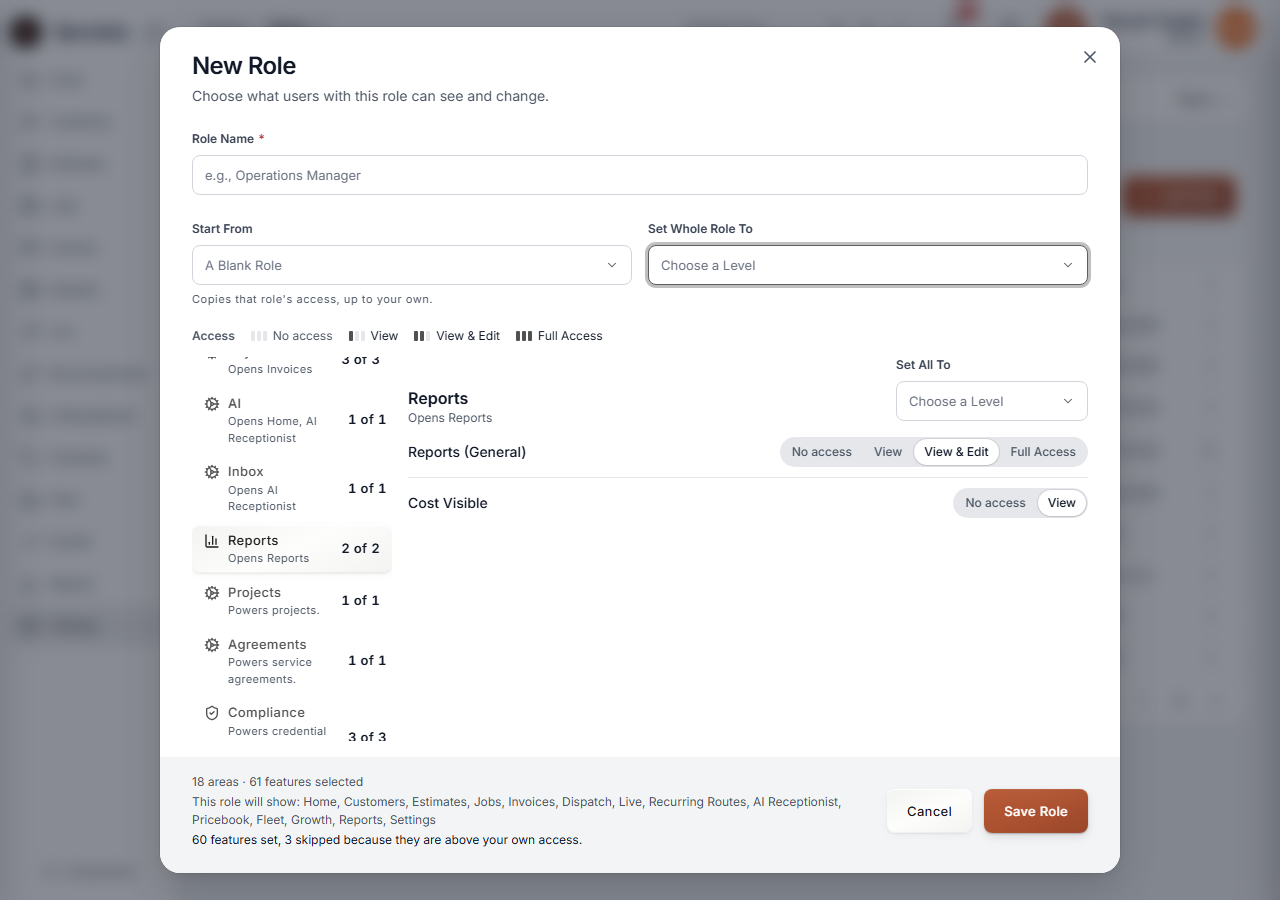 New Role
Choose what users with this role can see and change.
Role Name *
e.g., Operations Manager
Start From
Set Whole Role To
A Blank Role
Choose a Level
Copies that role's access, up to your own.
Access No access View View & Edit Full Access
3 of 3
Opens Invoices
AI
Opens Home, AI
Receptionist
1 of 1
Inbox
Opens AI
Receptionist
1 of 1
Reports
Opens Reports
2 of 2
Projects
Powers projects.
1 of 1
Agreements
Powers service
agreements.
1 of 1
Compliance
Powers credential
3 of 3
Set All To
Choose a Level
Reports
Opens Reports
Reports (General)
No access View View & Edit Full Access
Cost Visible
No access View
18 areas · 61 features selected
This role will show: Home, Customers, Estimates, Jobs, Invoices, Dispatch, Live, Recurring Routes, AI Receptionist,
Pricebook, Fleet, Growth, Reports, Settings
60 features set, 3 skipped because they are above your own access.
Cancel
Save Role